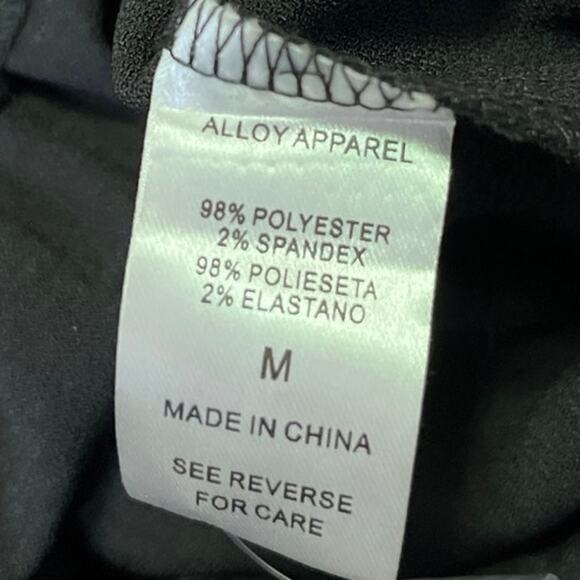 ALLOY APPAREL
98% POLYESTER
2% SPANDEX
98% POLIESETA
2% ELASTANO
M
MADE IN CHINA
SEE REVERSE
FOR CARE